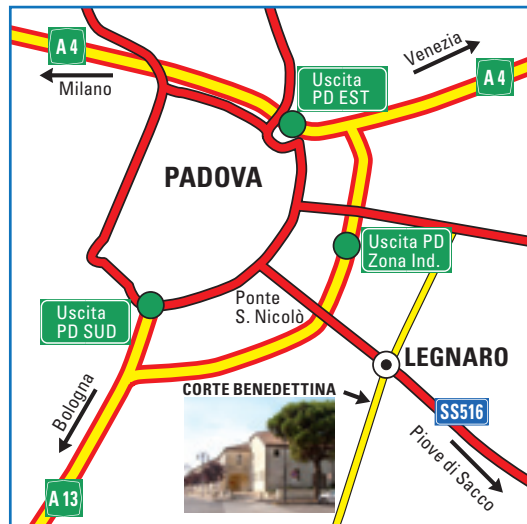 A 4
Milano
Uscita
PD EST
Venezia
A 4
PADOVA
Uscita PD
Zona Ind.
Uscita
PD SUD
Ponte
S. Nicolò
LEGNARO
CORTE BENEDETTINA
Bologna
SS516
Piove di Sacco
A 13